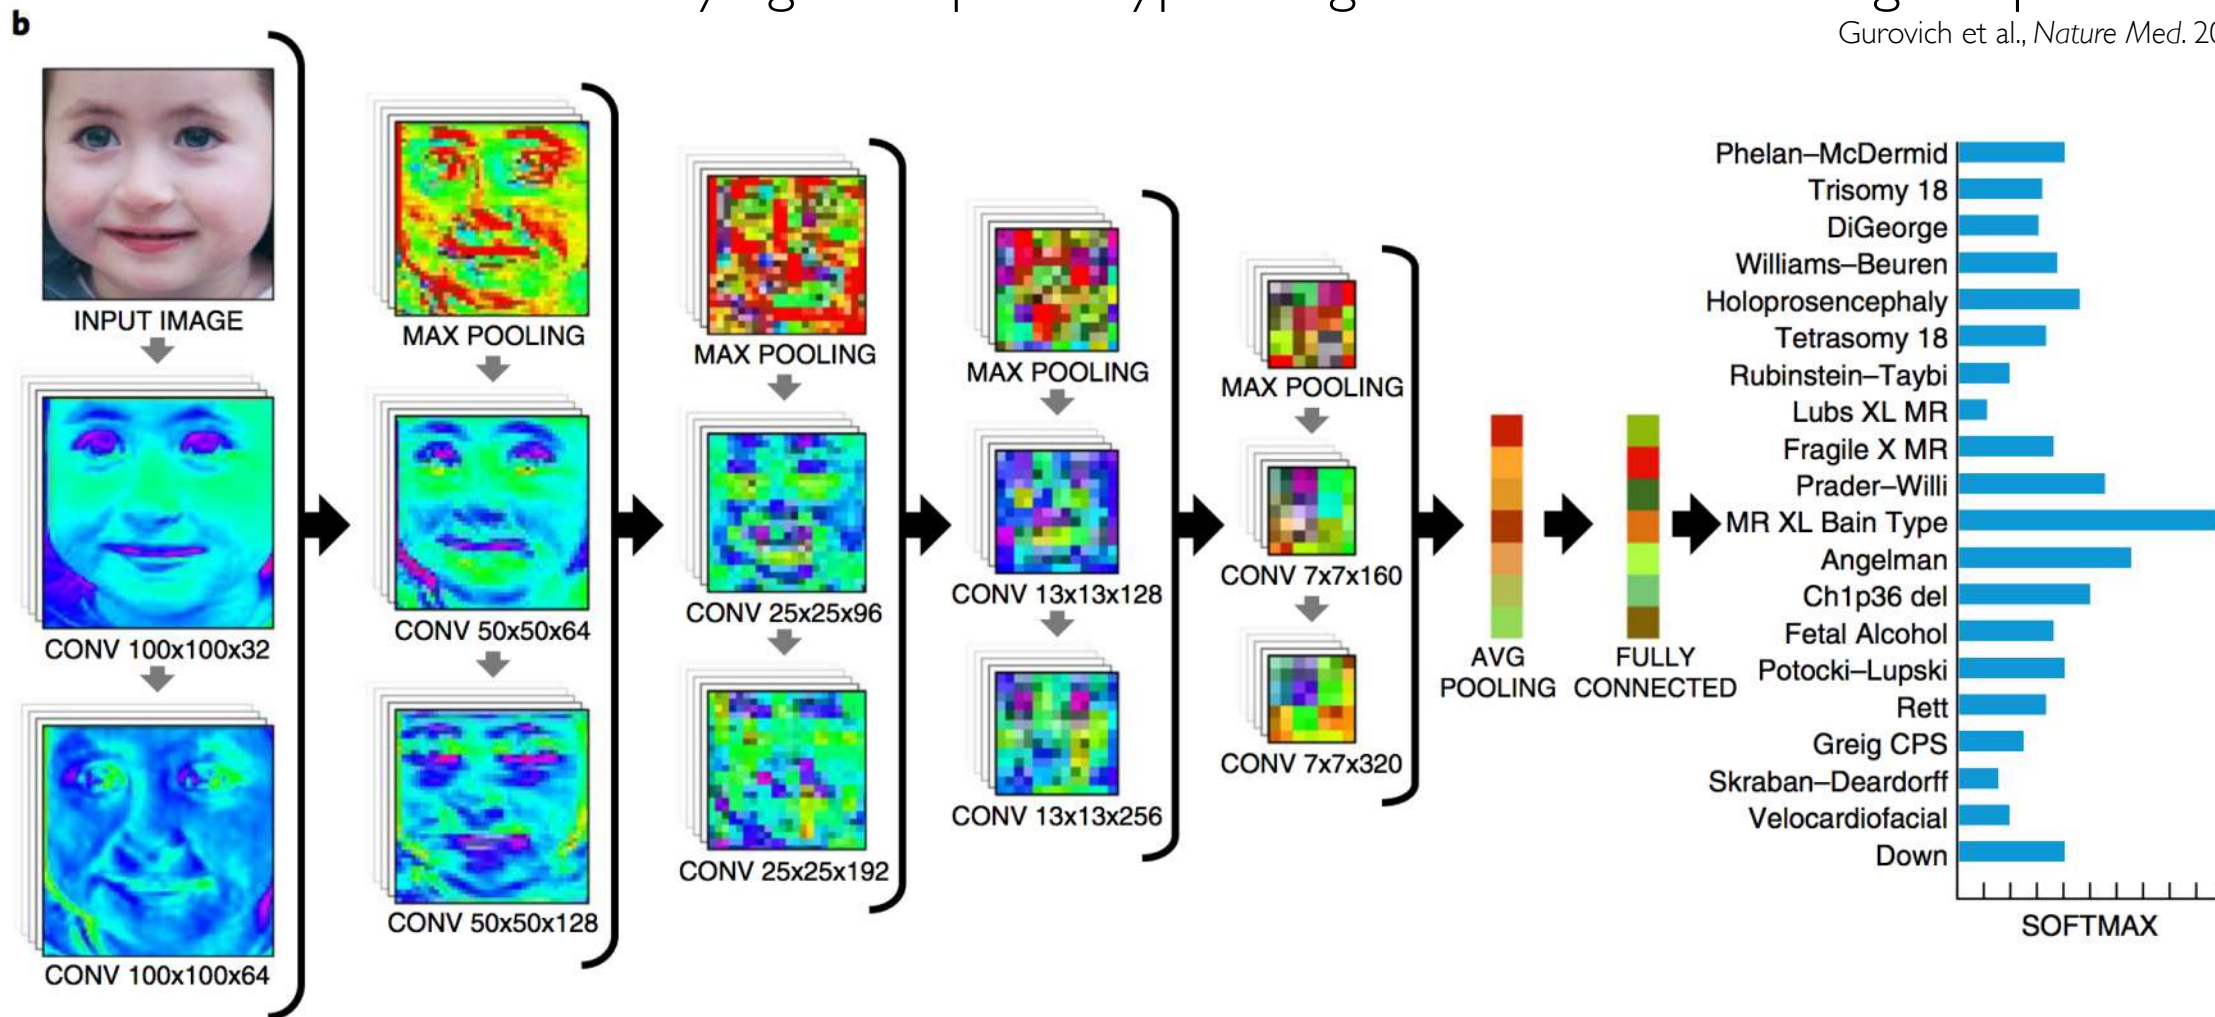 b
Gurovich et al., Nature Med. 20
INPUT IMAGE
CONV 100x100x32
CONV 100x100x64
MAX POOLING
CONV 50x50x64
CONV 50x50x128
MAX POOLING
CONV 25x25x96
CONV 25x25x192
MAX POOLING
CONV 13x13x128
CONV 13x13x256
MAX POOLING
CONV 7x7x160
CONV 7x7x320
AVG
POOLING
FULLY
CONNECTED
Phelan–McDermid
Trisomy 18
DiGeorge
Williams–Beuren
Holoprosencephaly
Tetrasomy 18
Rubinstein–Taybi
Lubs XL MR
Fragile X MR
Prader–Willi
MR XL Bain Type
Angelman
Ch1p36 del
Fetal Alcohol
Potocki–Lupski
Rett
Greig CPS
Skraban–Deardorff
Velocardiofacial
Down
SOFTMAX